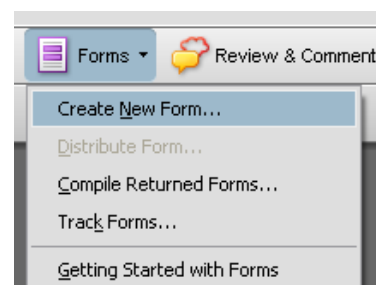 Forms Review & Comment
Create New Form...
Distribute Form...
Compile Returned Forms...
Track Forms...
Getting Started with Forms